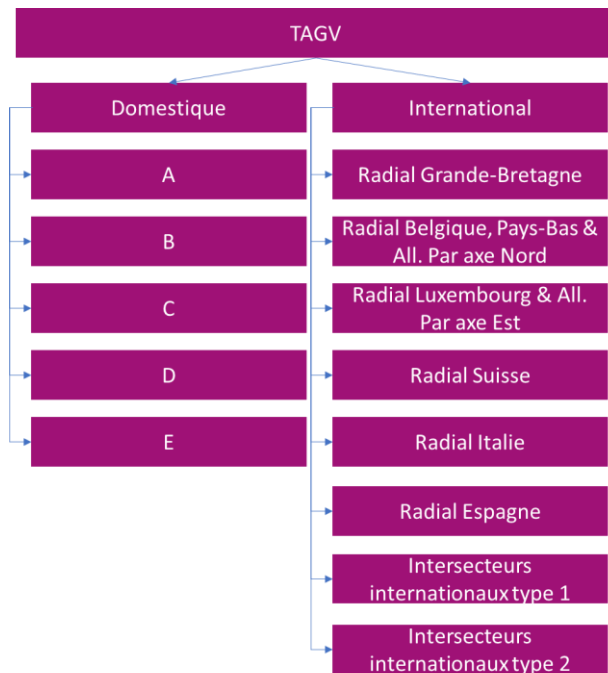 TAGV
Domestique
A
B
C
D
E
International
Radial Grande-Bretagne
Radial Belgique, Pays-Bas &
All. Par axe Nord
Radial Luxembourg & All.
Par axe Est
Radial Suisse
Radial Italie
Radial Espagne
Intersecteurs
internationaux type 1
Intersecteurs
internationaux type 2